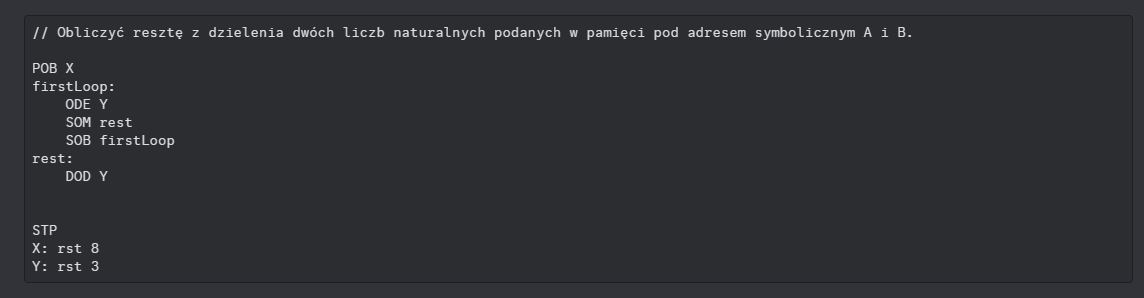 // Obliczyć resztę z dzielenia dwóch liczb naturalnych podanych w pamięci pod adresem symbolicznym A i B.
POB X
firstLoop:
ODE Y
SOM rest
SOB firstLoop
rest:
DOD Y
STP
X: rst 8
Y: rst 3